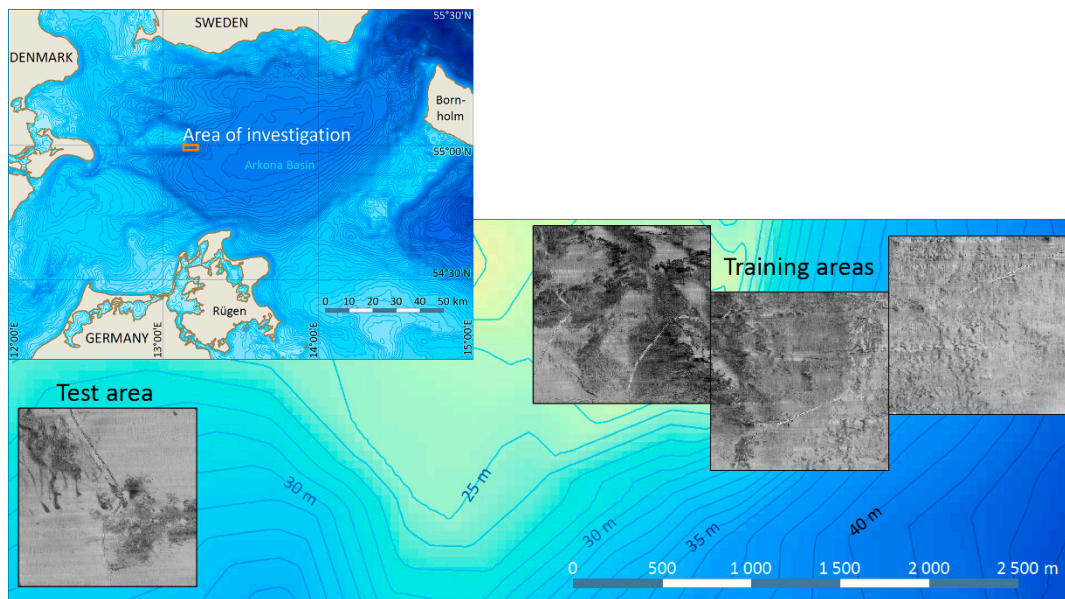 55°30'N
SWEDEN
DENMARK
Born-
holm
Area of investigation
55°00'N
Arkona Basin
54°30'N
0 10 20 30 40 50 km
Rügen
GERMANY
12°00'E
13°00'E
14°00'E
15°00'E
Training areas
Test area
25 m
30 m
30 m
35 m
40 m
0 500 1 000 1 500 2 000 2 500 m